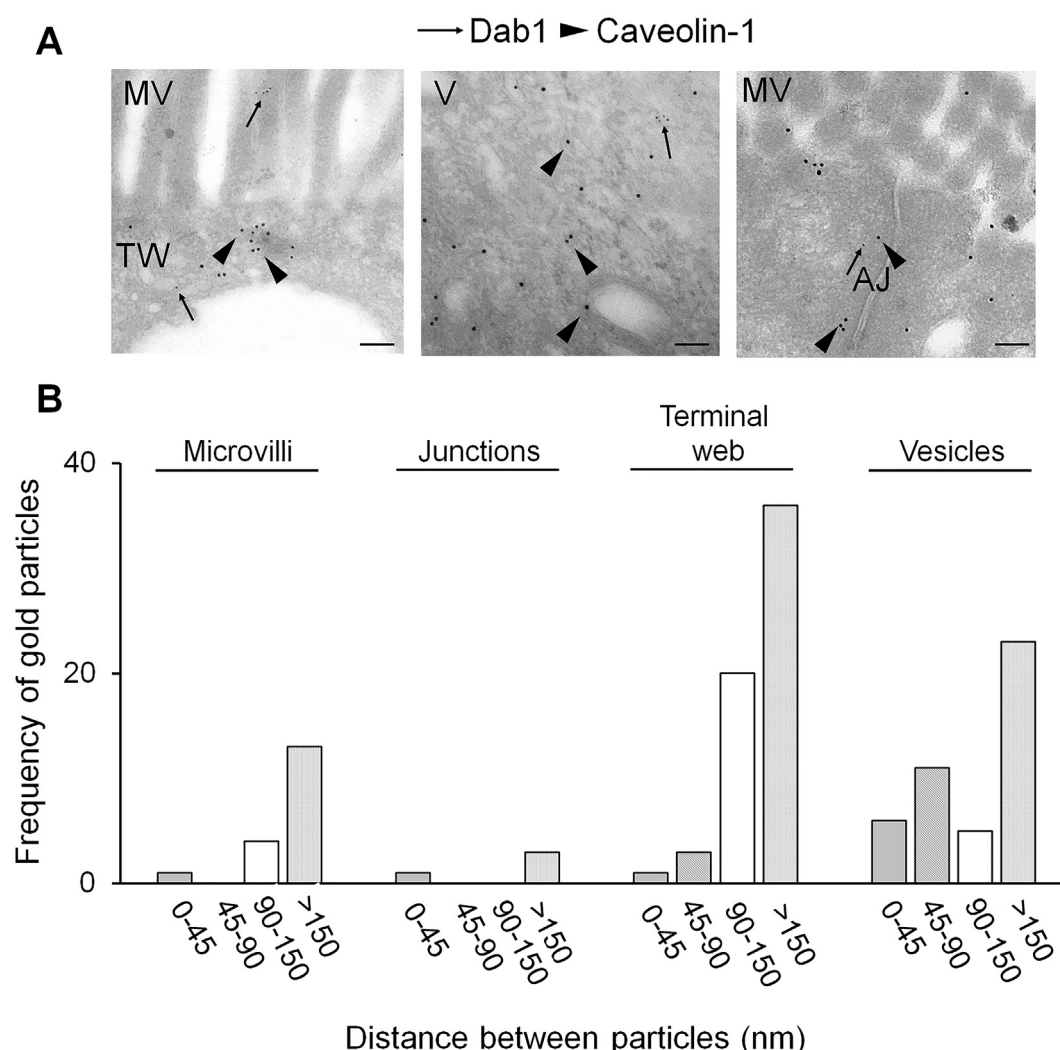 A
Dab1 Caveolin-1
MV
TW
V
MV
AJ
B
Microvilli
Junctions
Terminal
web
Vesicles
Frequency of gold particles
40
20
0
0-45
45-90
90-150
>150
0-45
45-90
90-150
>150
0-45
45-90
90-150
>150
0-45
45-90
90-150
>150
Distance between particles (nm)